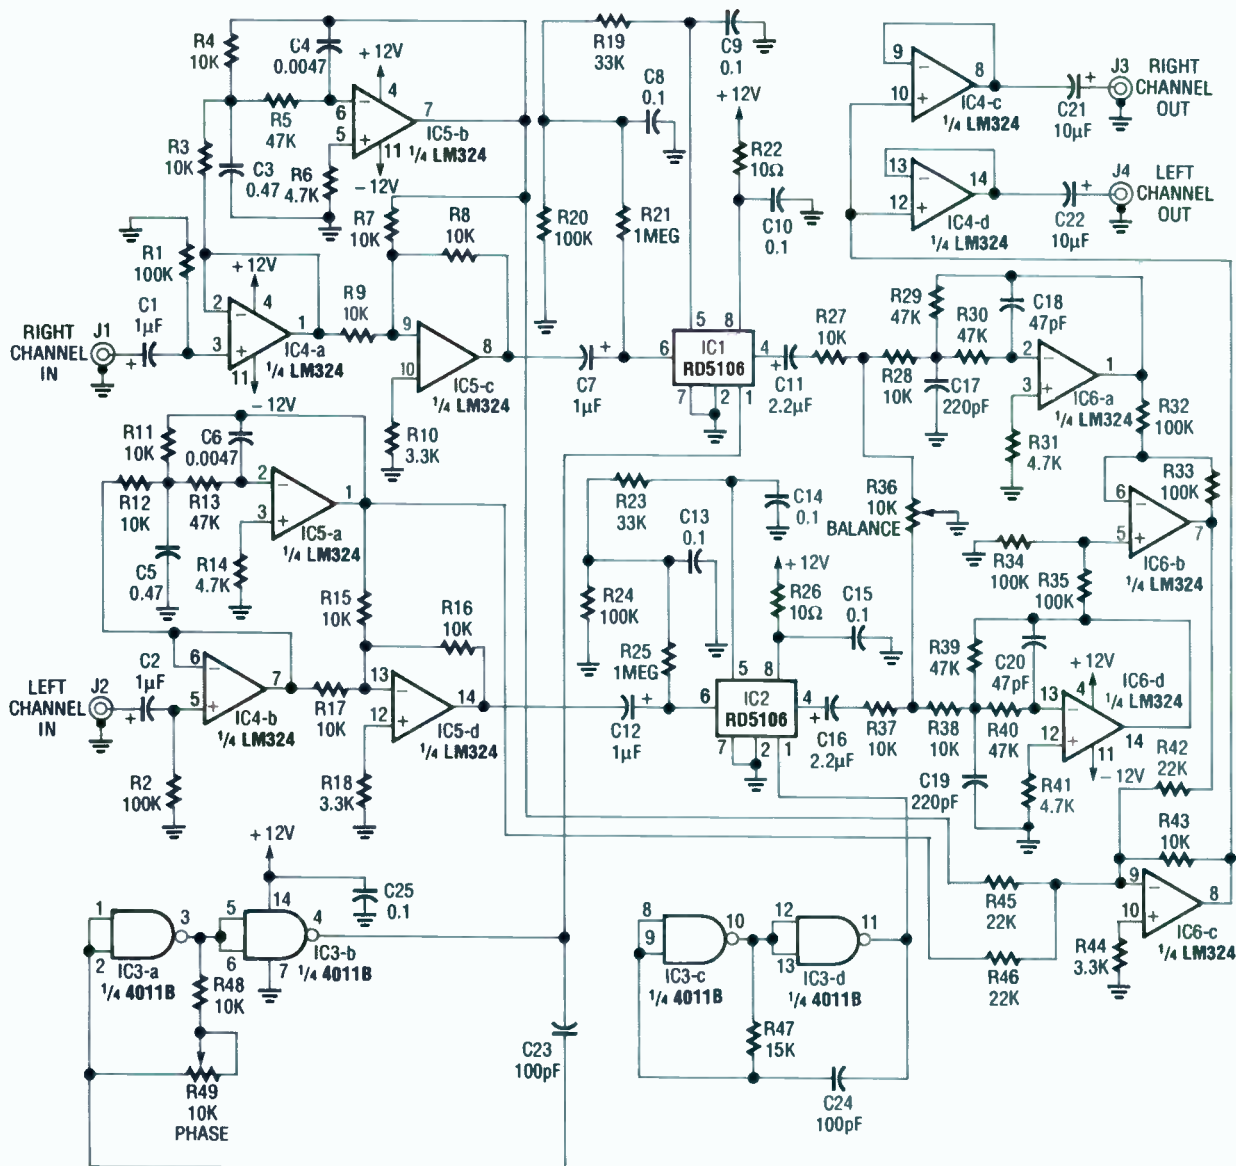 R4
10K
C4
0.0047
+12V
4
R5
47K
6
5
7
IC5-b
1/4 LM324
11
-12V
R3
10K
C3
0.47
R6
4.7K
R7
10K
R8
10K
R1
100K
+12V
2
3
4
1
11
-12V
IC4-a
1/4 LM324
RIGHT
CHANNEL
IN
J1
C1
1µF
+
R9
10K
9
10
8
IC5-c
1/4 LM324
R10
3.3K
R19
33K
C9
0.1
C8
0.1
+12V
R22
10Ω
R20
100K
R21
1MEG
C10
0.1
C7
1µF
+
5
8
6
IC1
RD5106
4
7
2
1
+
C11
2.2µF
R27
10K
9
10
8
IC4-c
1/4 LM324
+
C21
10µF
J3
RIGHT
CHANNEL
OUT
13
12
14
IC4-d
1/4 LM324
+
C22
10µF
J4
LEFT
CHANNEL
OUT
R29
47K
C18
47pF
R30
47K
R28
10K
C17
220pF
2
3
1
IC6-a
1/4 LM324
R31
4.7K
R32
100K
R33
100K
6
5
7
IC6-b
1/4 LM324
R34
100K
R35
100K
R11
10K
C6
0.0047
R12
10K
R13
47K
2
3
1
IC5-a
1/4 LM324
C5
0.47
R14
4.7K
R15
10K
R16
10K
R23
33K
C14
0.1
C13
0.1
R24
100K
R25
1MEG
+12V
R26
10Ω
C15
0.1
R36
10K
BALANCE
LEFT
CHANNEL
IN
J2
C2
1µF
+
6
5
7
IC4-b
1/4 LM324
R2
100K
R17
10K
13
12
14
IC5-d
1/4 LM324
R18
3.3K
C12
1µF
+
5
8
6
IC2
RD5106
4
7
2
1
+
C16
2.2µF
R37
10K
R38
10K
R39
47K
C20
47pF
R40
47K
C19
220pF
+12V
4
13
12
14
11
-12V
IC6-d
1/4 LM324
R41
4.7K
R42
22K
R43
10K
9
10
8
IC6-c
1/4 LM324
R44
3.3K
R45
22K
R46
22K
+12V
C25
0.1
1
2
3
IC3-a
1/4 4011B
14
5
6
4
7
IC3-b
1/4 4011B
R48
10K
R49
10K
PHASE
C23
100pF
8
9
10
IC3-c
1/4 4011B
12
13
11
IC3-d
1/4 4011B
R47
15K
C24
100pF